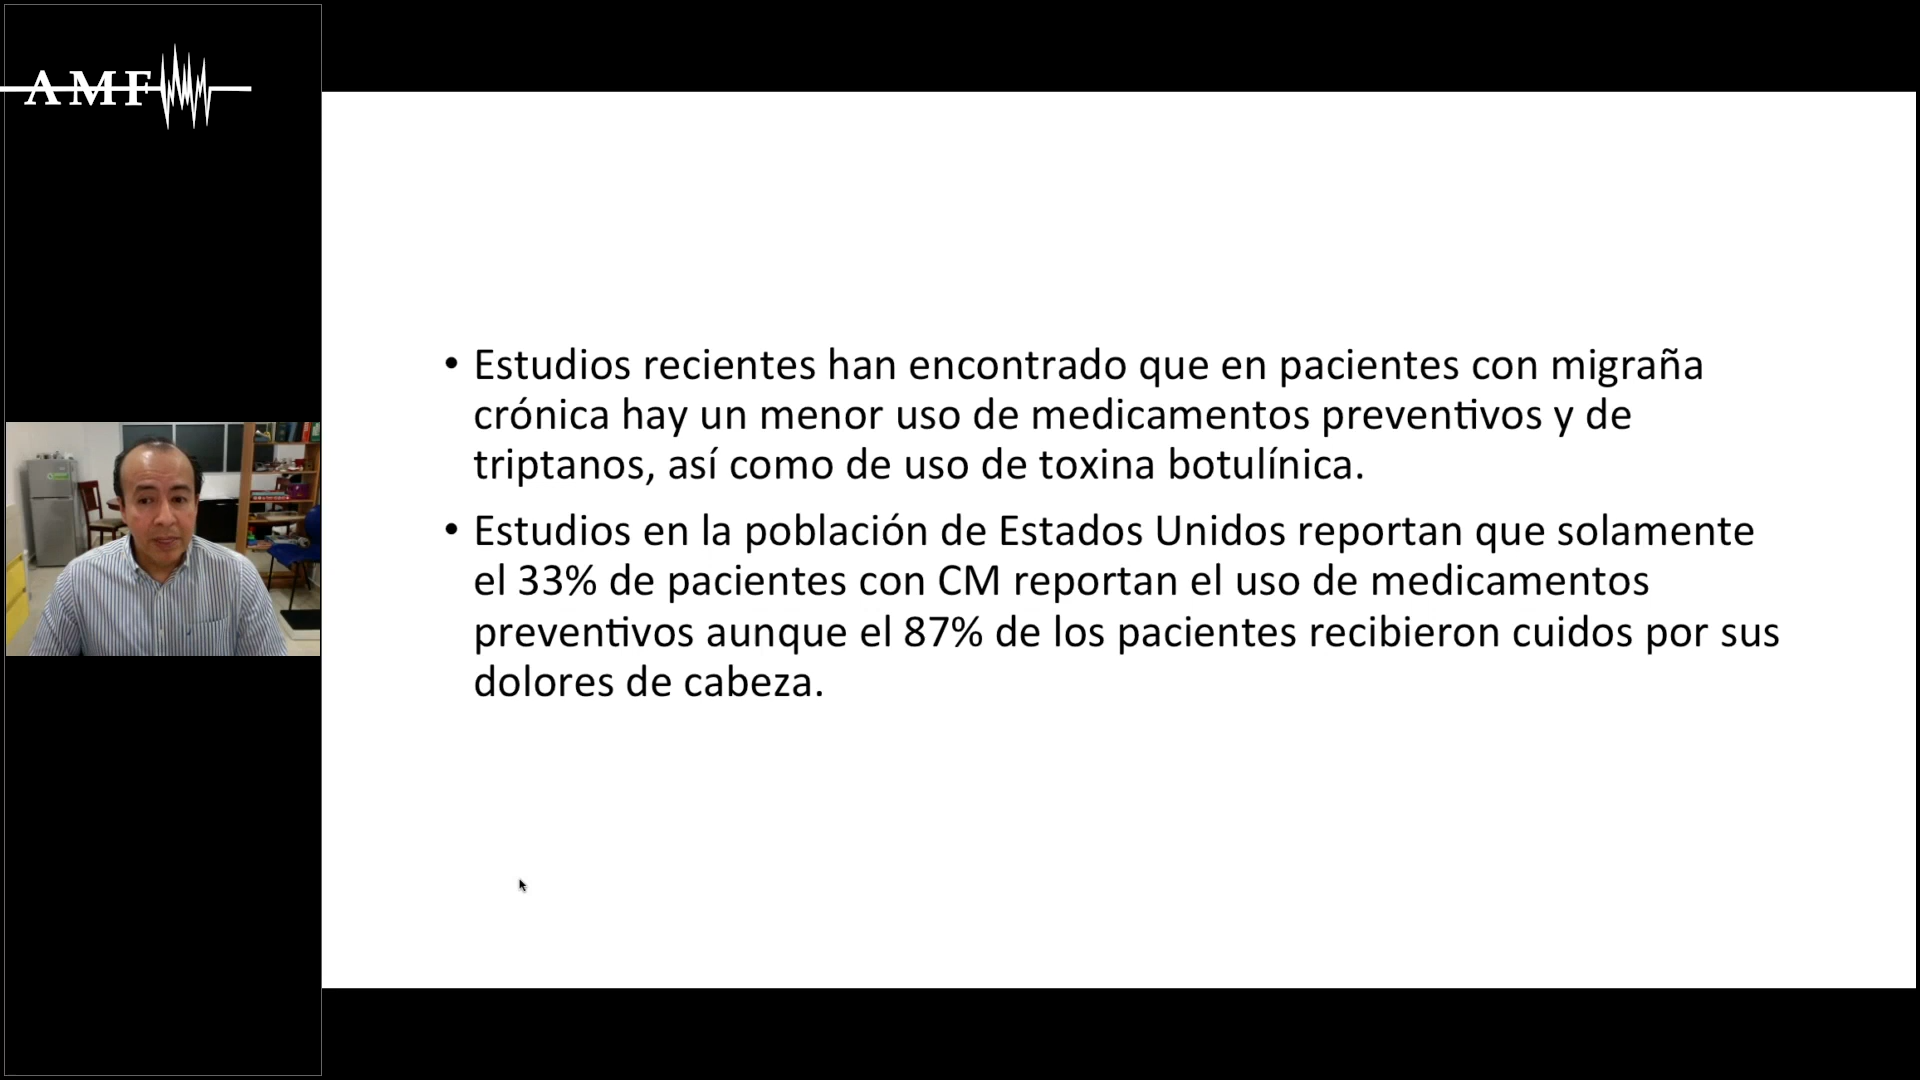 AMF
• Estudios recientes han encontrado que en pacientes con migraña
crónica hay un menor uso de medicamentos preventivos y de
triptanos, así como de uso de toxina botulínica.
• Estudios en la población de Estados Unidos reportan que solamente
el 33% de pacientes con CM reportan el uso de medicamentos
preventivos aunque el 87% de los pacientes recibieron cuidos por sus
dolores de cabeza.